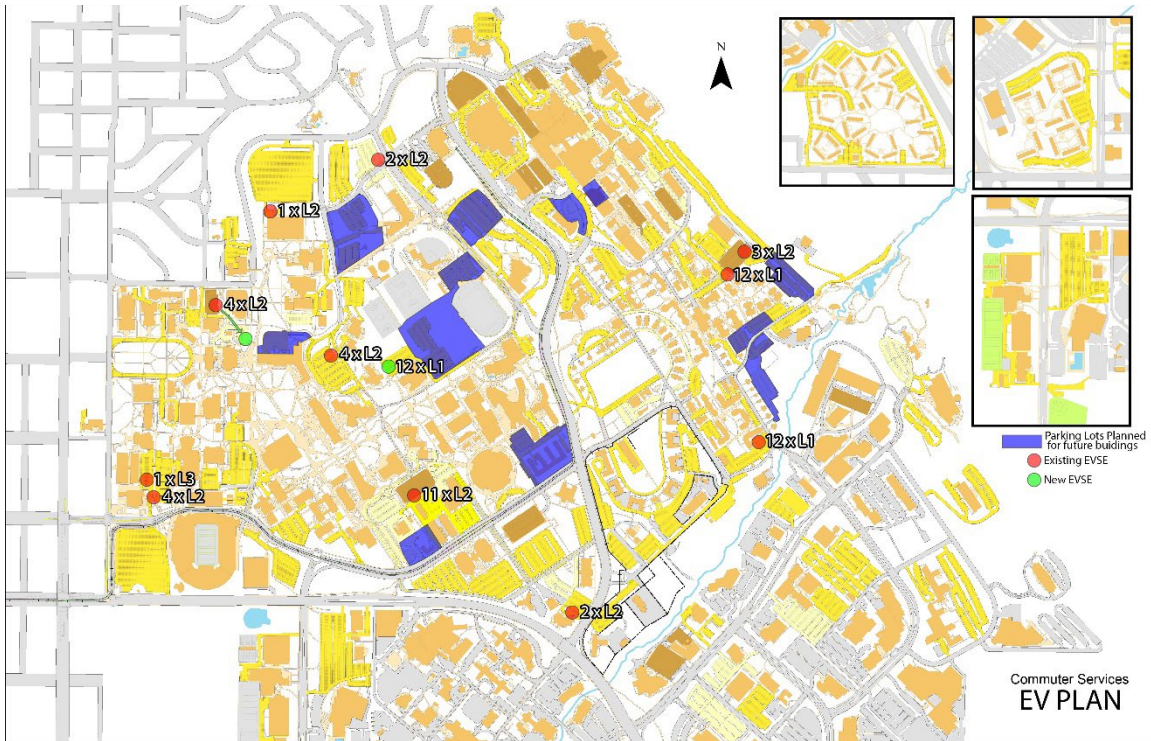 N
2 x L2
1 x L2
3 x L2
12 x L1
4 x L2
4 x L2
12 x L1
12 x L1
1 x L3
4 x L2
11 x L2
2 x L2
Parking Lots Planned
for future buidings
Existing EVSE
New EVSE
Commuter Services
EV PLAN